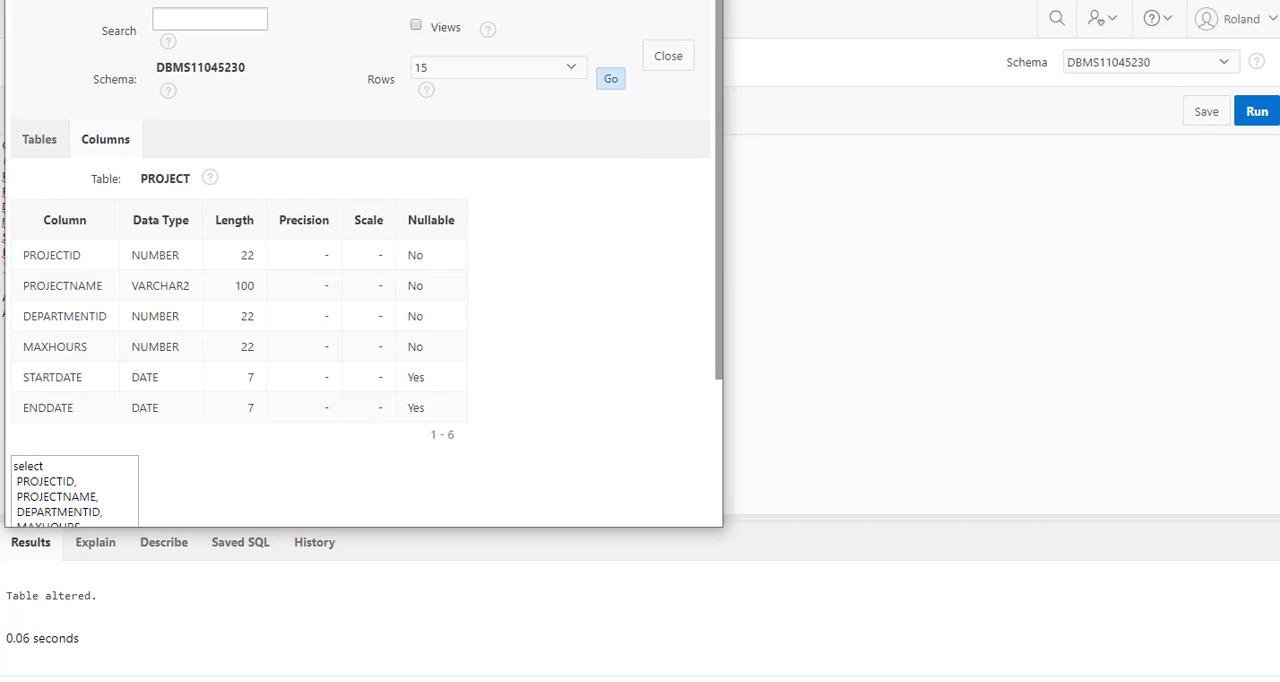 Search
Views
Roland
Close
Schema: DBMS11045230
Rows 15 Go
Schema DBMS11045230
Save Run
Tables Columns
Table: PROJECT
Column Data Type Length Precision Scale Nullable
PROJECTID NUMBER 22 - - No
PROJECTNAME VARCHAR2 100 - - No
DEPARTMENTID NUMBER 22 - - No
MAXHOURS NUMBER 22 - - No
STARTDATE DATE 7 - - Yes
ENDDATE DATE 7 - - Yes
1 - 6
select
PROJECTID,
PROJECTNAME,
DEPARTMENTID,
MAXHOURS
Results Explain Describe Saved SQL History
Table altered.
0.06 seconds